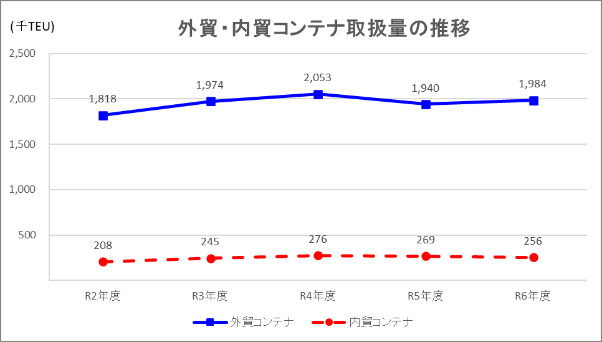 (千TEU)
外貿・内貿コンテナ取扱量の推移
2,500
2,000
1,500
1,000
500
1,818
1,974
2,053
1,940
1,984
208
245
276
269
256
R2年度
R3年度
R4年度
R5年度
R6年度
外貿コンテナ
内貿コンテナ